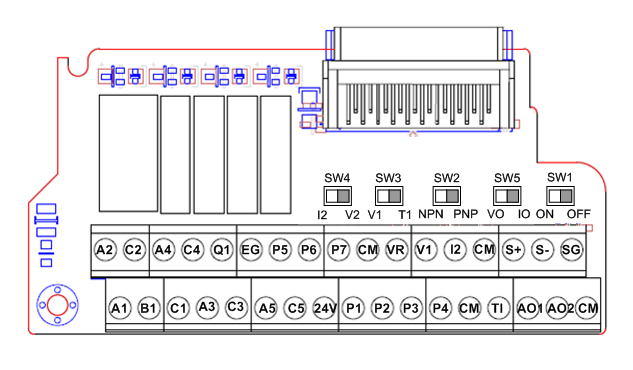 SW4 SW3 SW2 SW5 SW1
I2 V2 V1 T1 NPN PNP VO IO ON OFF
A2 C2 A4 C4 Q1 EG P5 P6 P7 CM VR V1 I2 CM S+ S- SG
A1 B1 C1 A3 C3 A5 C5 24V P1 P2 P3 P4 CM TI AO1 AO2 CM